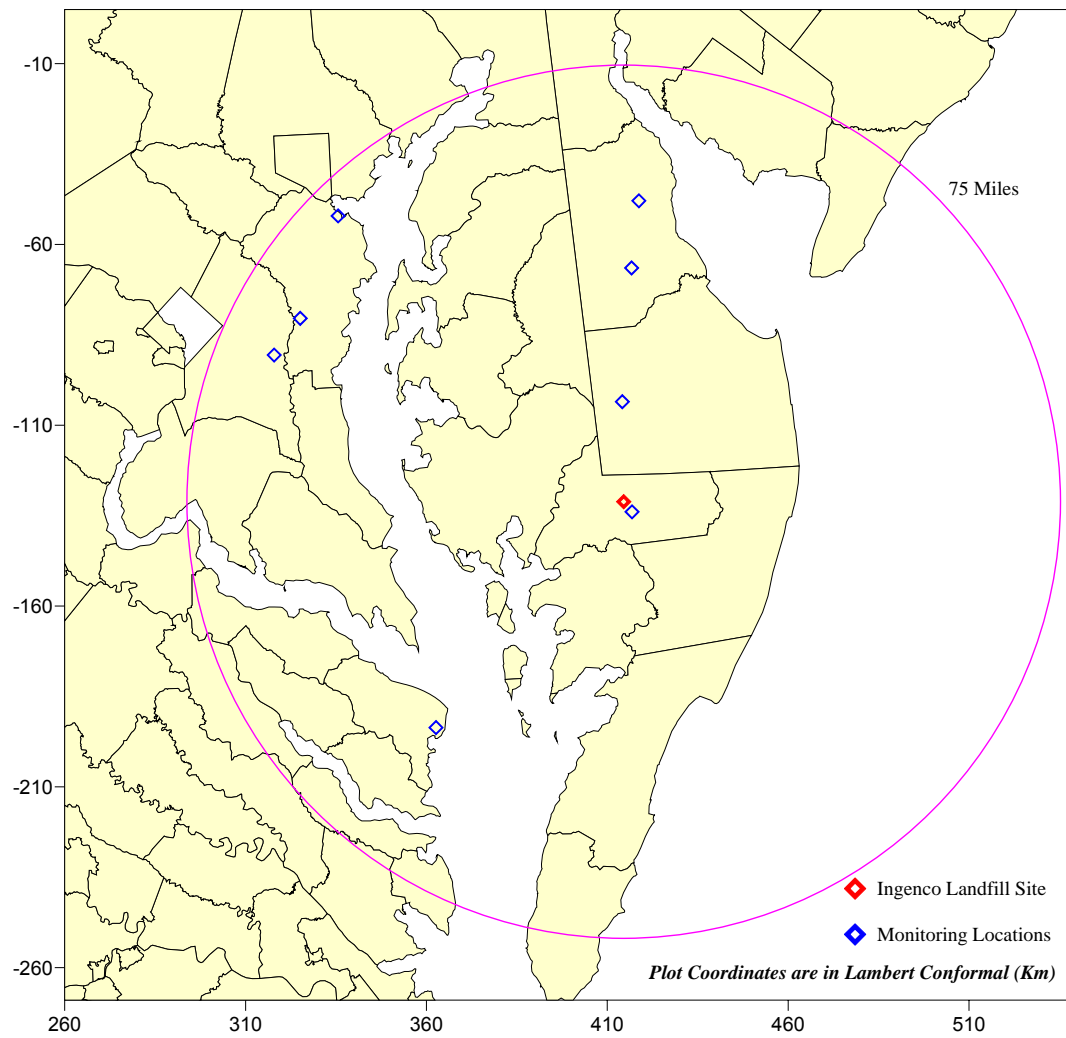 -10
75 Miles
-60
-110
-160
-210
Ingenco Landfill Site
Monitoring Locations
-260
Plot Coordinates are in Lambert Conformal (Km)
260 310 360 410 460 510